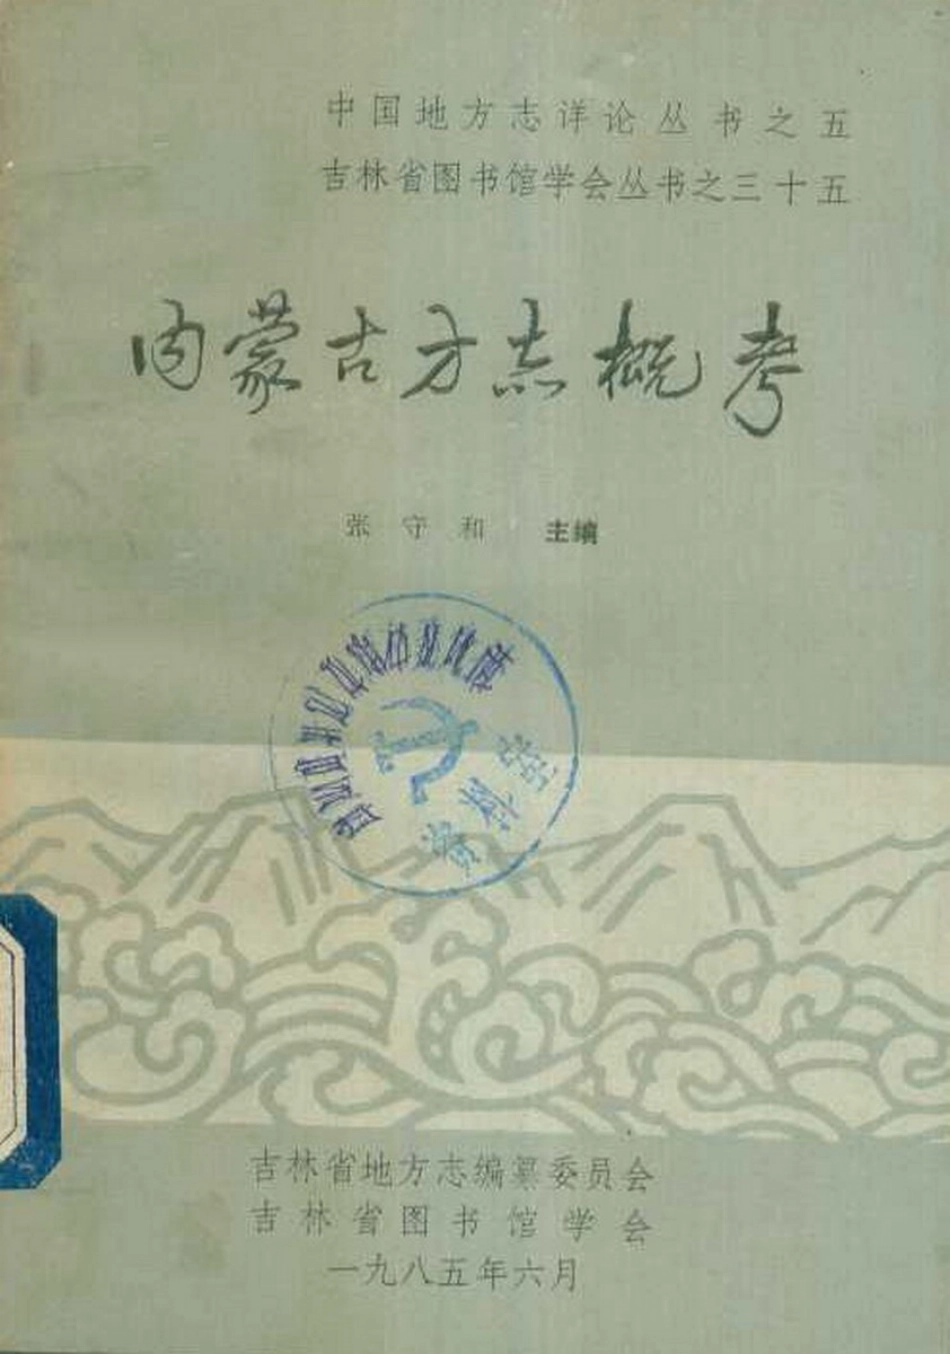 中国地方志详论丛书之五
吉林省图书馆学会丛书之三十五
内蒙古方志概考
张守和 主编
资料室
吉林省地方志编纂委员会
吉林省图书馆学会
一九八五年六月